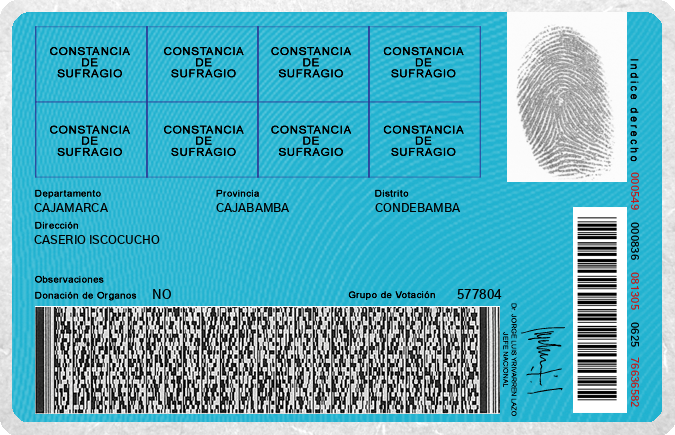 CONSTANCIA DE SUFRAGIO
CONSTANCIA DE SUFRAGIO
CONSTANCIA DE SUFRAGIO
CONSTANCIA DE SUFRAGIO
CONSTANCIA DE SUFRAGIO
CONSTANCIA DE SUFRAGIO
CONSTANCIA DE SUFRAGIO
CONSTANCIA DE SUFRAGIO
Indice derecho
Departamento Provincia Distrito
CAJAMARCA CAJABAMBA CONDEBAMBA
Dirección
CASERIO ISCOCUCHO
Observaciones
Donación de Organos NO Grupo de Votación 577804
Dr. JORGE LUIS YRIVARREN LAZO
JEFE NACIONAL
000549 000836 081305 0625 76636582